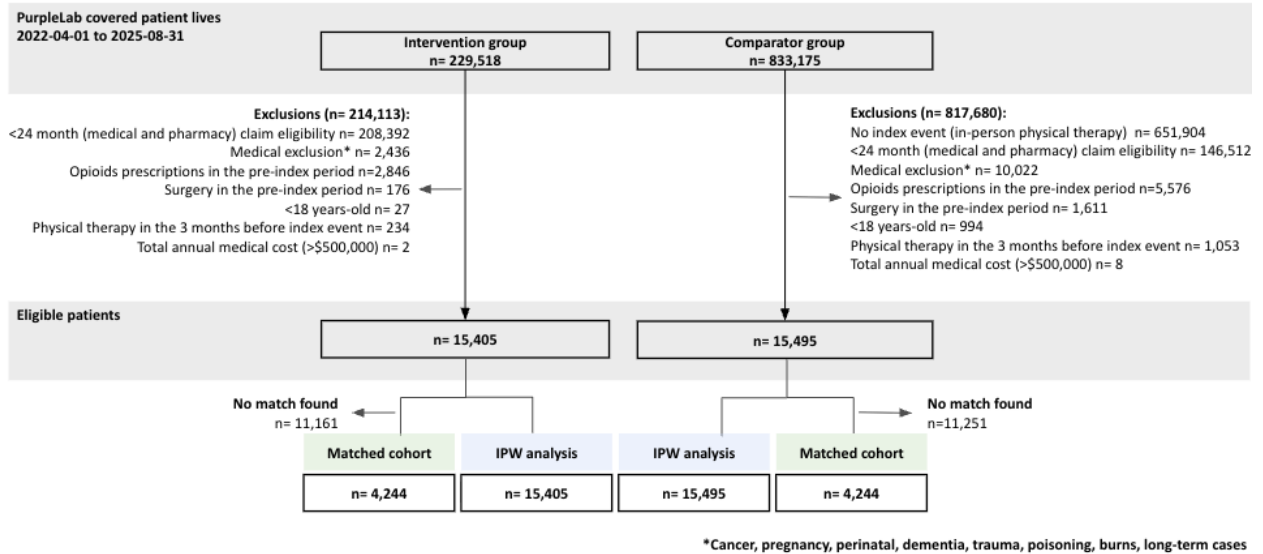 PurpleLab covered patient lives
2022-04-01 to 2025-08-31
Intervention group
n= 229,518
Comparator group
n= 833,175
Exclusions (n= 214,113):
<24 month (medical and pharmacy) claim eligibility n= 208,392
Medical exclusion* n= 2,436
Opioids prescriptions in the pre-index period n=2,846
Surgery in the pre-index period n= 176
<18 years-old n= 27
Physical therapy in the 3 months before index event n= 234
Total annual medical cost (>$500,000) n= 2
Exclusions (n= 817,680):
No index event (in-person physical therapy) n= 651,904
<24 month (medical and pharmacy) claim eligibility n= 146,512
Medical exclusion* n= 10,022
Opioids prescriptions in the pre-index period n=5,576
Surgery in the pre-index period n= 1,611
<18 years-old n= 994
Physical therapy in the 3 months before index event n= 1,053
Total annual medical cost (>$500,000) n= 8
Eligible patients
n= 15,405
n= 15,495
No match found
n= 11,161
No match found
n=11,251
Matched cohort
IPW analysis
IPW analysis
Matched cohort
n= 4,244
n= 15,405
n= 15,495
n= 4,244
*Cancer, pregnancy, perinatal, dementia, trauma, poisoning, burns, long-term cases